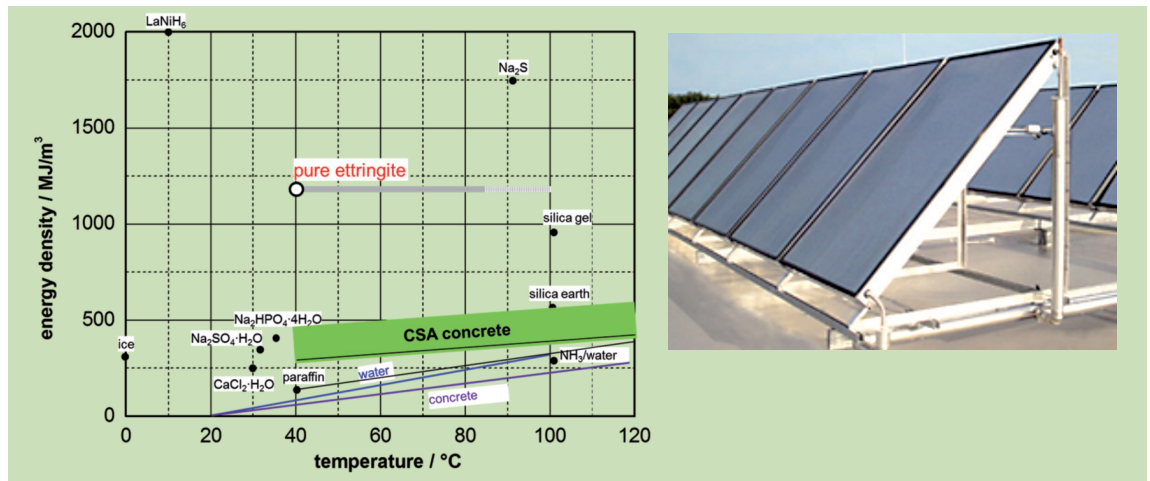 LaNiH₆
2000
Na₂S
1500
pure ettringite
1000
silica gel
silica earth
Na₂HPO₄·4H₂O
500
CSA concrete
Na₂SO₄·H₂O
ice
NH₃/water
CaCl₂·H₂O
paraffin
water
concrete
0
0 20 40 60 80 100 120
temperature / °C
energy density / MJ/m³